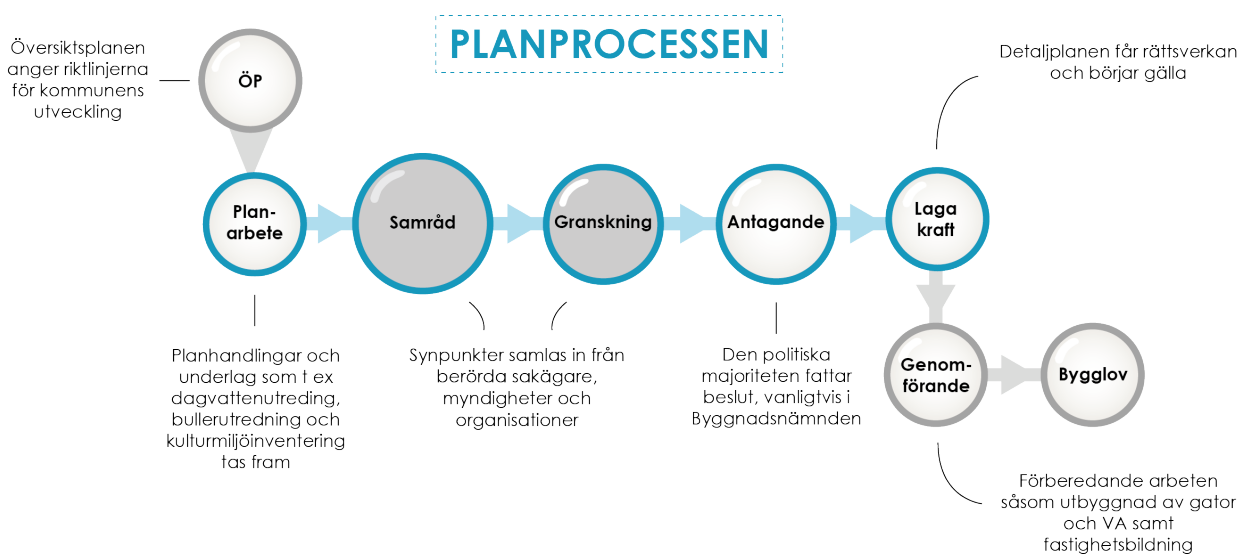 PLANPROCESSEN
Översiktsplanen
anger riktlinjerna
för kommunens
utveckling
ÖP
Detaljplanen får rättsverkan
och börjar gälla
Plan-
arbete
Samråd
Granskning
Antagande
Laga
kraft
Planhandlingar och
underlag som t ex
dagvattenutreding,
bullerutredning och
kulturmiljöinventering
tas fram
Synpunkter samlas in från
berörda sakägare,
myndigheter och
organisationer
Den politiska
majoriteten fattar
beslut, vanligtvis i
Byggnadsnämnden
Genom-
förande
Bygglov
Förberedande arbeten
såsom utbyggnad av gator
och VA samt
fastighetsbildning